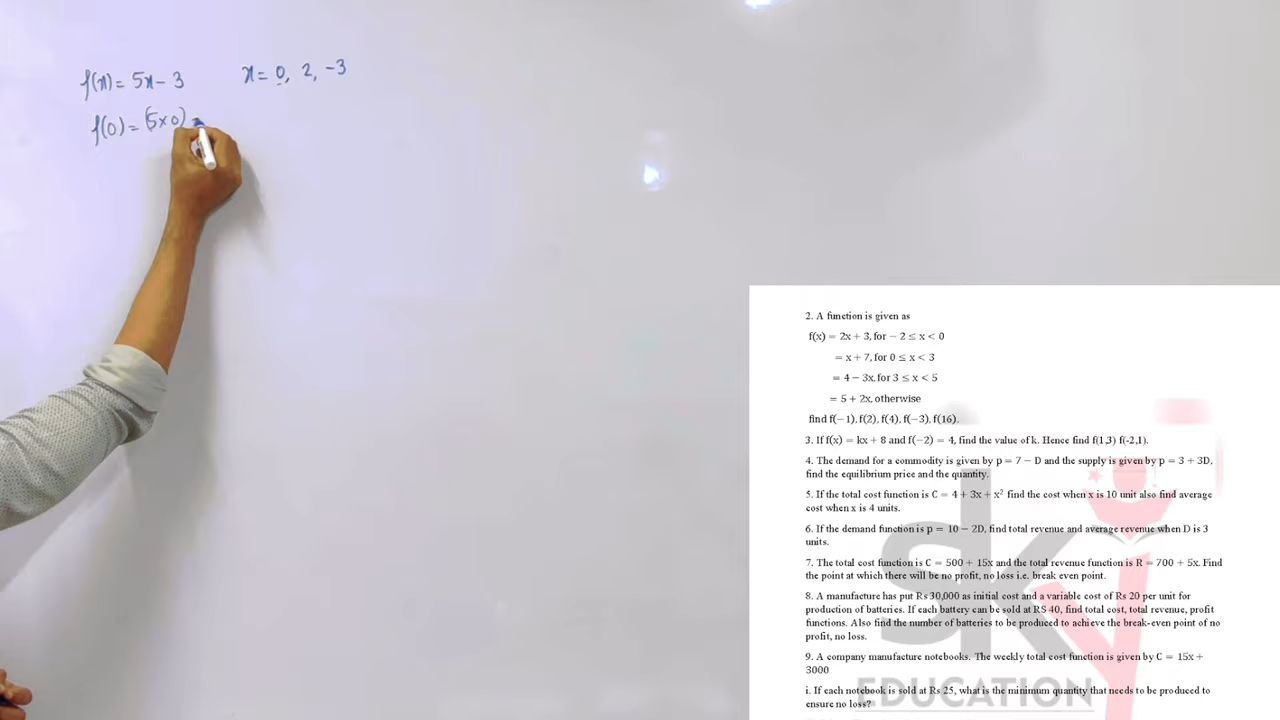 f(x) = 5x - 3 x = 0, 2, -3
f(0) = (5×0) -
2. A function is given as
f(x) = 2x + 3, for − 2 ≤ x < 0
= x + 7, for 0 ≤ x < 3
= 4 − 3x, for 3 ≤ x < 5
= 5 + 2x, otherwise
find f(−1), f(2), f(4), f(−3), f(16).
3. If f(x) = kx + 8 and f(−2) = 4, find the value of k. Hence find f(1,3) f(-2,1).
4. The demand for a commodity is given by p = 7 − D and the supply is given by p = 3 + 3D,
find the equilibrium price and the quantity.
5. If the total cost function is C = 4 + 3x + x² find the cost when x is 10 unit also find average
cost when x is 4 units.
6. If the demand function is p = 10 − 2D, find total revenue and average revenue when D is 3
units.
7. The total cost function is C = 500 + 15x and the total revenue function is R = 700 + 5x. Find
the point at which there will be no profit, no loss i.e. break even point.
8. A manufacture has put Rs 30,000 as initial cost and a variable cost of Rs 20 per unit for
production of batteries. If each battery can be sold at RS 40, find total cost, total revenue, profit
functions. Also find the number of batteries to be produced to achieve the break-even point of no
profit, no loss.
9. A company manufacture notebooks. The weekly total cost function is given by C = 15x +
3000
i. If each notebook is sold at Rs 25, what is the minimum quantity that needs to be produced to
ensure no loss?
sky
EDUCATION